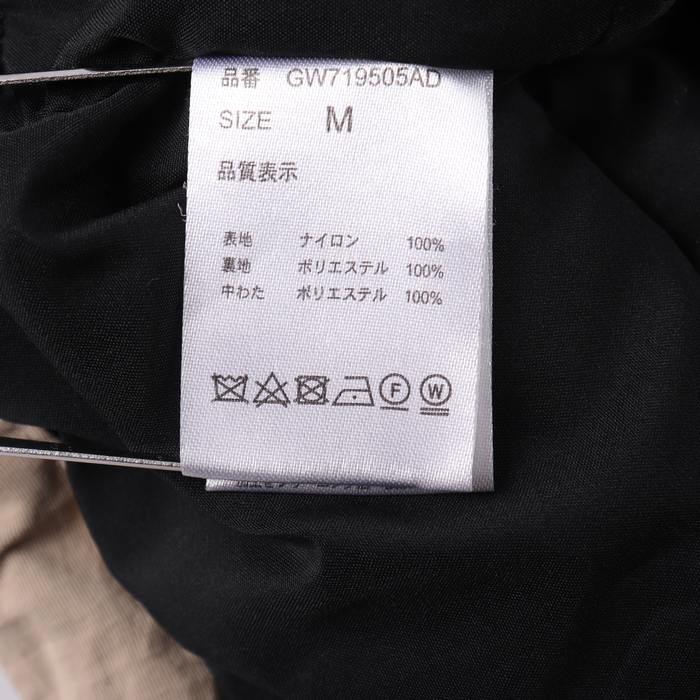 品番 GW719505AD
SIZE M
品質表示
表地 ナイロン 100%
裏地 ポリエステル 100%
中わた ポリエステル 100%
F W